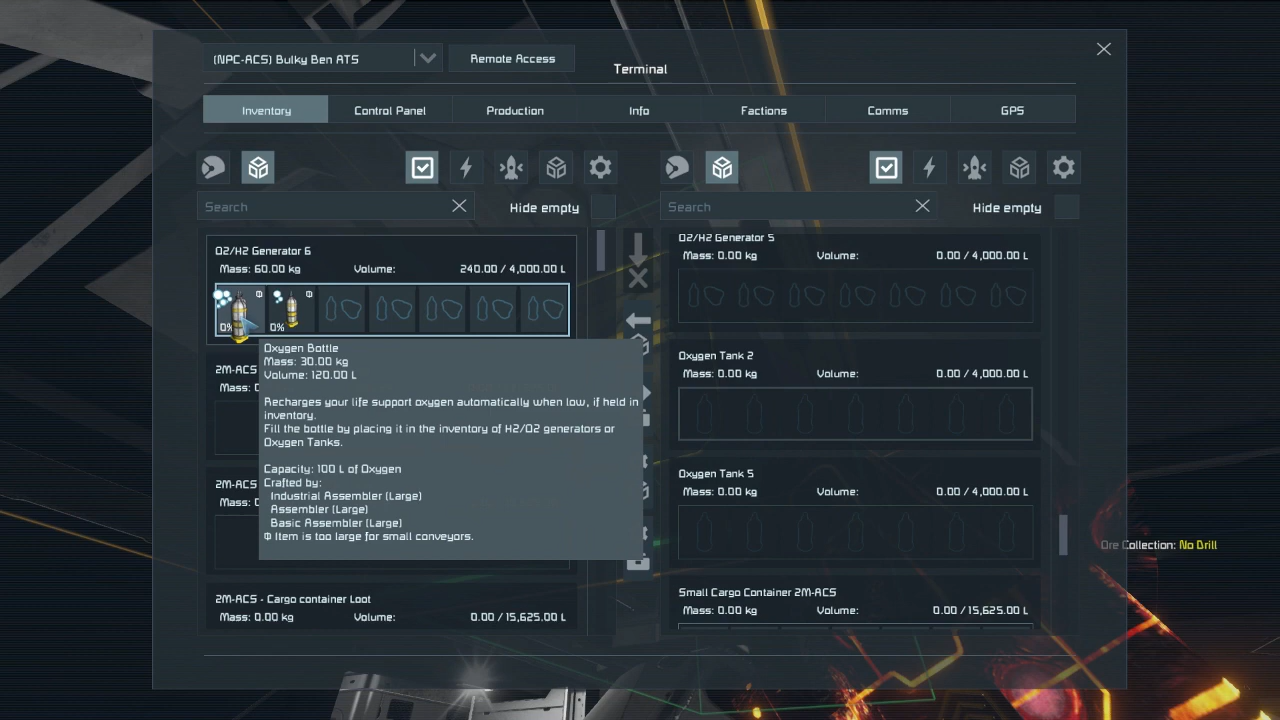 (NPC-ACS) Bulky Ben ATS
Remote Access
Terminal
Inventory
Control Panel
Production
Info
Factions
Comms
GPS
Search
Hide empty
Search
Hide empty
O2/H2 Generator 6
Mass: 60.00 kg Volume: 240.00 / 4,000.00 L
0%
0%
Oxygen Bottle
Mass: 30.00 kg
Volume: 120.00 L
Recharges your life support oxygen automatically when low, if held in
inventory.
Fill the bottle by placing it in the inventory of H2/O2 generators or
Oxygen Tanks.
Capacity: 100 L of Oxygen
Crafted by:
Industrial Assembler (Large)
Assembler (Large)
Basic Assembler (Large)
Item is too large for small conveyors.
2M-ACS
Mass:
2M-ACS
Mass:
2M-ACS - Cargo container Loot
Mass: 0.00 kg Volume: 0.00 / 15,625.00 L
O2/H2 Generator 5
Mass: 0.00 kg Volume: 0.00 / 4,000.00 L
Oxygen Tank 2
Mass: 0.00 kg Volume: 0.00 / 4,000.00 L
Oxygen Tank 5
Mass: 0.00 kg Volume: 0.00 / 4,000.00 L
Small Cargo Container 2M-ACS
Mass: 0.00 kg Volume: 0.00 / 15,625.00 L
Ore Collection: No Drill